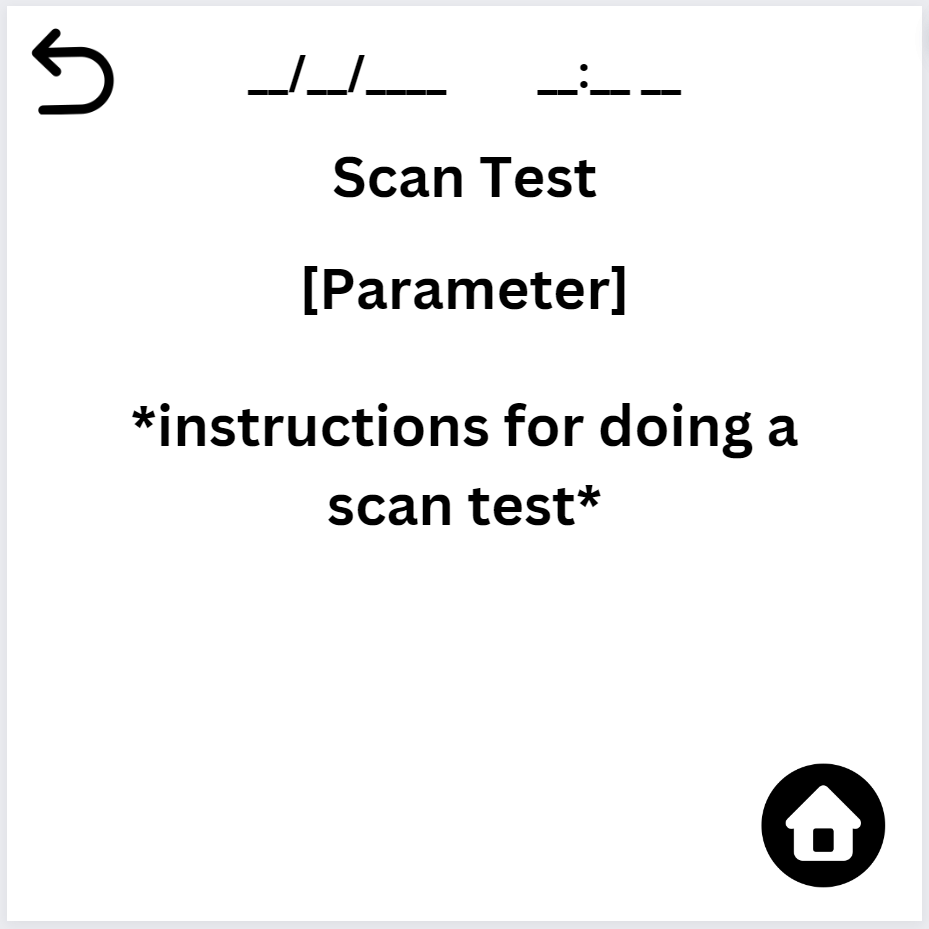 __/__/____ __:__ __
Scan Test
[Parameter]
*instructions for doing a
scan test*